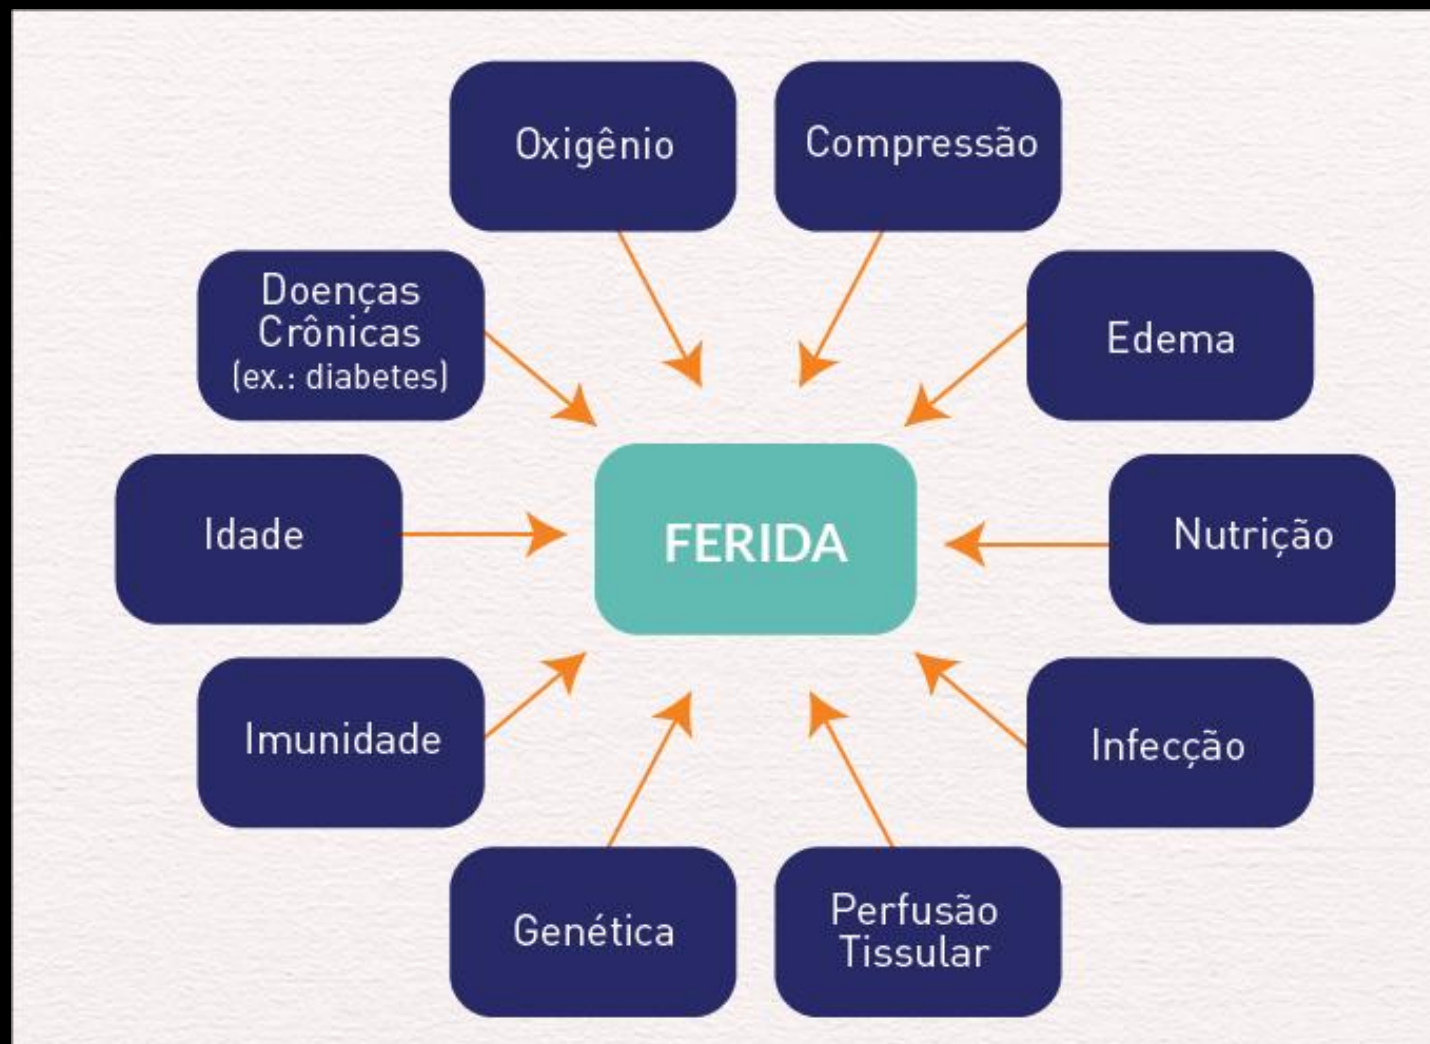 Oxigênio
Compressão
Doenças
Crônicas
(ex.: diabetes)
Edema
Idade
FERIDA
Nutrição
Imunidade
Infecção
Genética
Perfusão
Tissular